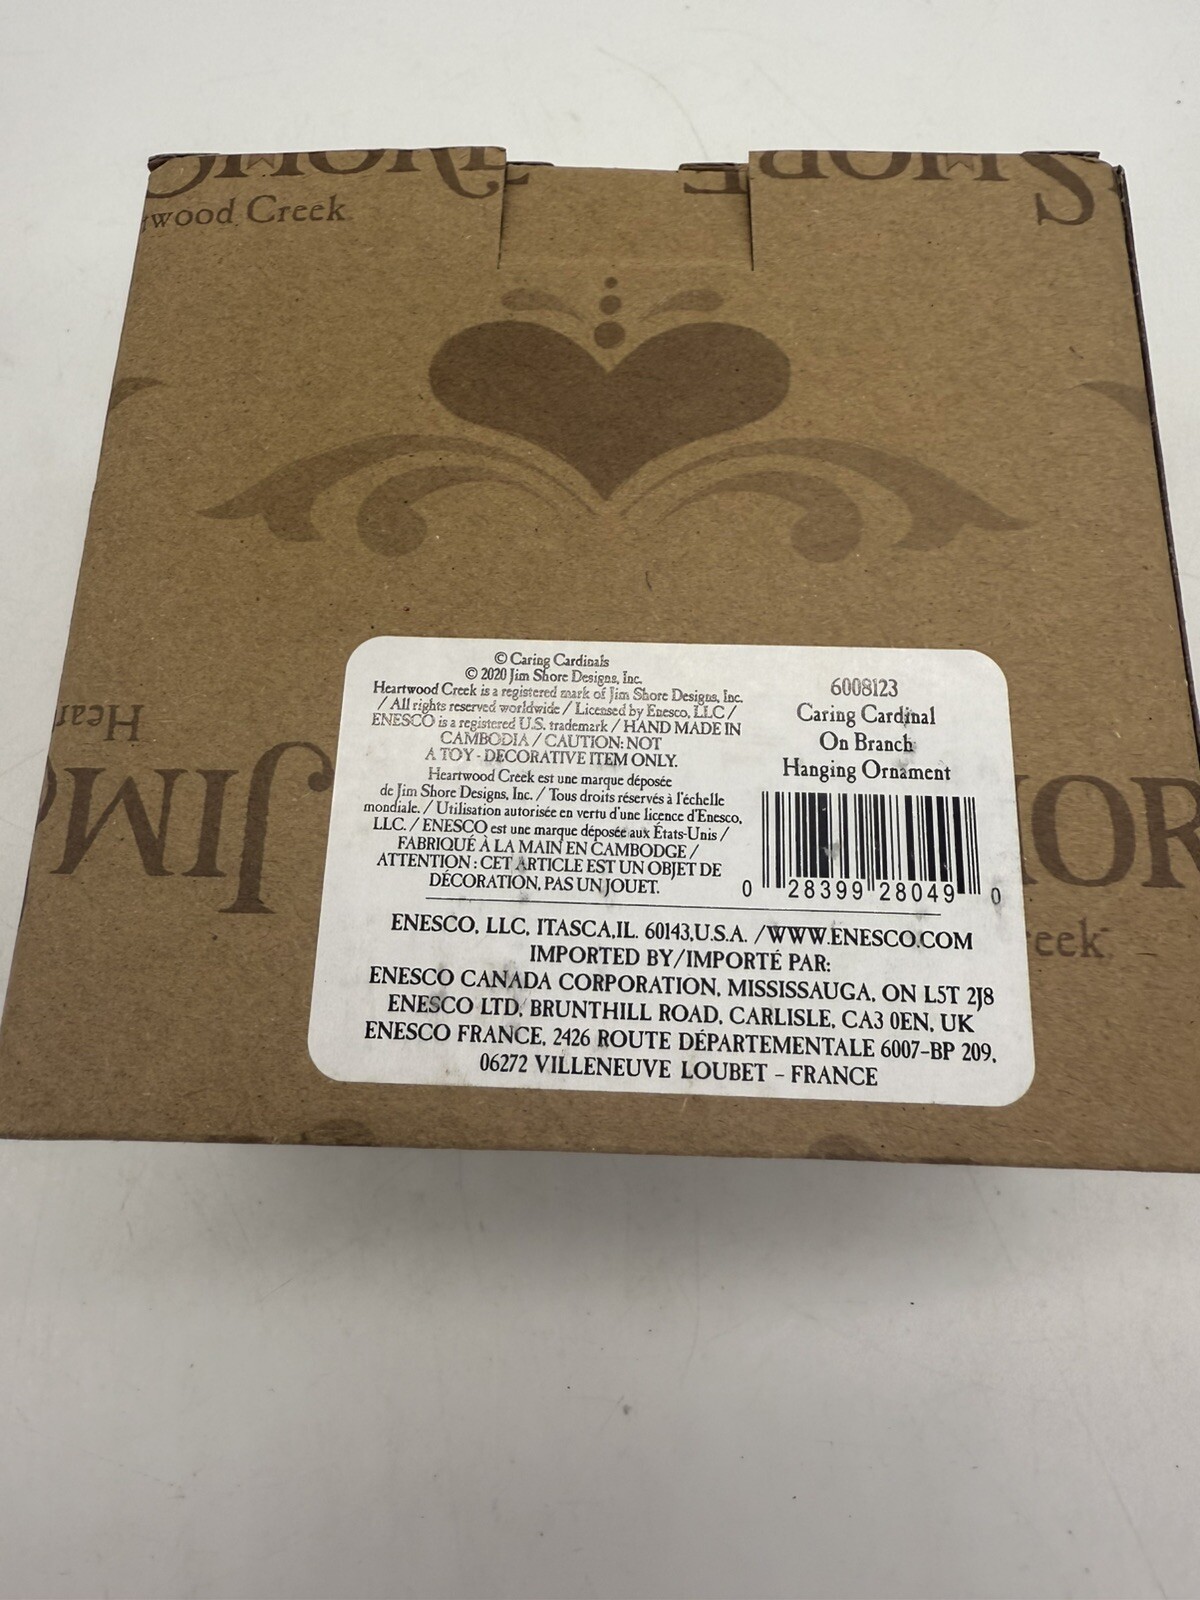 twood Creek
© Caring Cardinals
© 2020 Jim Shore Designs, Inc.
Heartwood Creek is a registered mark of Jim Shore Designs, Inc.
/ All rights reserved worldwide / Licensed by Enesco, LLC /
ENESCO is a registered U.S. trademark / HAND MADE IN
CAMBODIA / CAUTION: NOT
A TOY - DECORATIVE ITEM ONLY.
Heartwood Creek est une marque déposée
de Jim Shore Designs, Inc. / Tous droits réservés à l'échelle
mondiale. / Utilisation autorisée en vertu d'une licence d'Enesco,
LLC. / ENESCO est une marque déposée aux États-Unis /
FABRIQUÉ À LA MAIN EN CAMBODGE /
ATTENTION : CET ARTICLE EST UN OBJET DE
DÉCORATION, PAS UN JOUET.
6008123
Caring Cardinal
On Branch
Hanging Ornament
0 28399 28049 0
ENESCO, LLC, ITASCA, IL. 60143, U.S.A. /WWW.ENESCO.COM
IMPORTED BY/IMPORTÉ PAR:
ENESCO CANADA CORPORATION, MISSISSAUGA, ON L5T 2J8
ENESCO LTD, BRUNTHILL ROAD, CARLISLE, CA3 0EN, UK
ENESCO FRANCE, 2426 ROUTE DÉPARTEMENTALE 6007-BP 209,
06272 VILLENEUVE LOUBET - FRANCE
Hear
JIM
HOR
reek